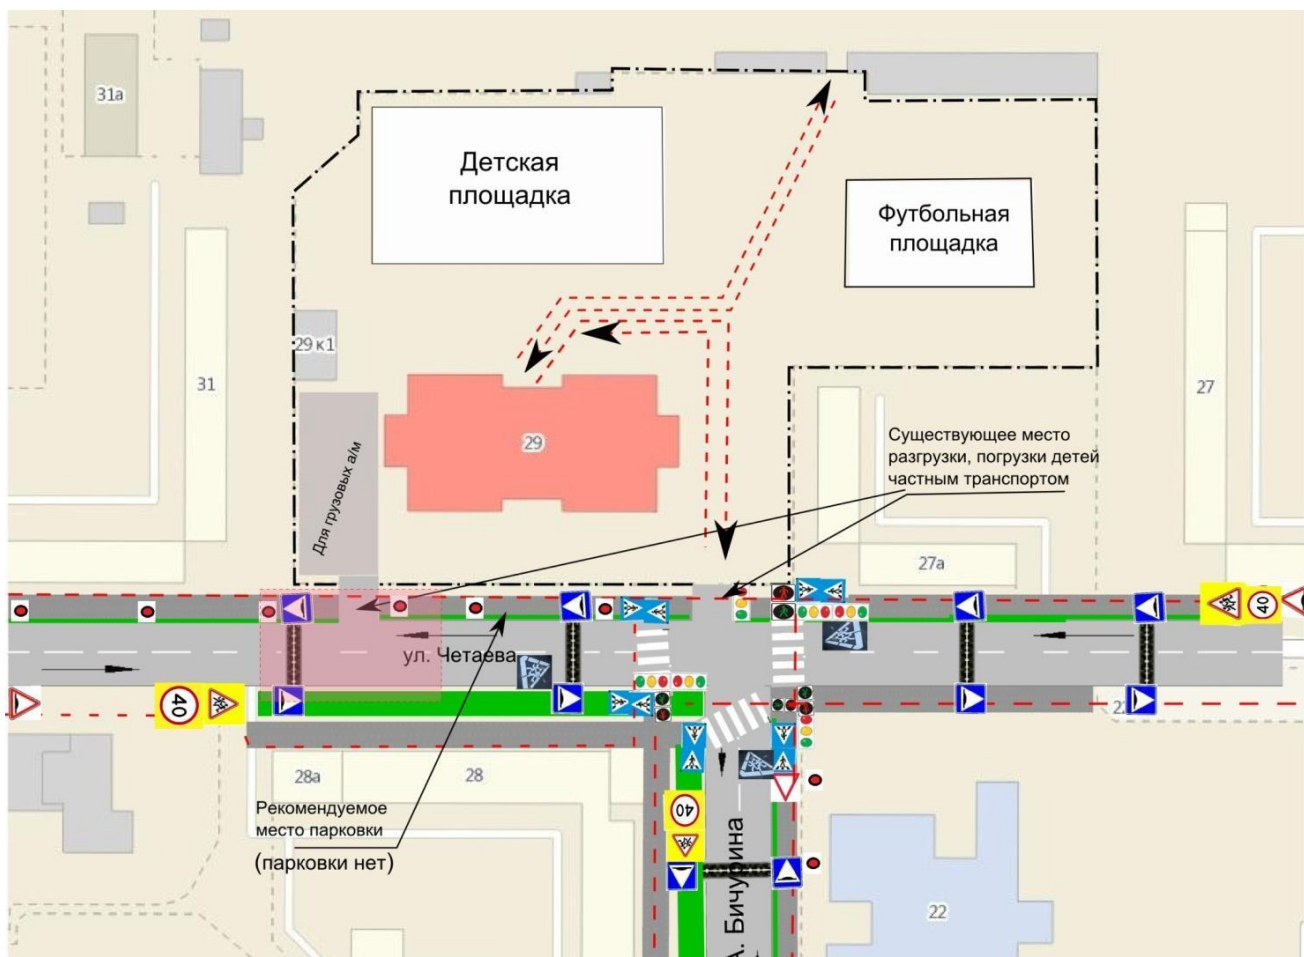 31а
Детская
площадка
Футбольная
площадка
29 к1
31
27
29
Для грузовых а/м
Существующее место
разгрузки, погрузки детей
частным транспортом
27а
40
ул. Четаева
40
28а
28
Рекомендуемое
место парковки
(парковки нет)
40
А. Бичурина
22